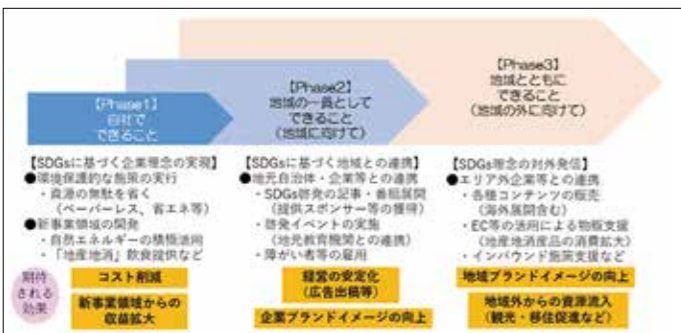 【Phase1】
自社で
できること
【Phase2】
地域の一員として
できること
(地域に向けて)
【Phase3】
地域とともに
できること
(地域の外に向けて)
【SDGsに基づく企業理念の実現】
●環境保護的な施策の実行
・資源の無駄を省く
(ペーパーレス、省エネ等)
●新事業領域の開発
・自然エネルギーの積極活用
・「地産地消」飲食提供など
【SDGsに基づく地域との連携】
●地元自治体・企業等との連携
・SDGs啓発の記事・番組展開
(提供スポンサー等の獲得)
・啓発イベントの実施
(地元教育機関との連携)
・障がい者等の雇用
【SDGs理念の対外発信】
●エリア外企業等との連携
・各種コンテンツの販売
(海外展開含む)
・EC等の活用による物販支援
(地産地消産品の消費拡大)
・インバウンド施策支援など
期待
される
効果
コスト削減
新事業領域からの
収益拡大
経営の安定化
(広告出稿等)
企業ブランドイメージの向上
地域ブランドイメージの向上
地域外からの資源流入
(観光・移住促進など)